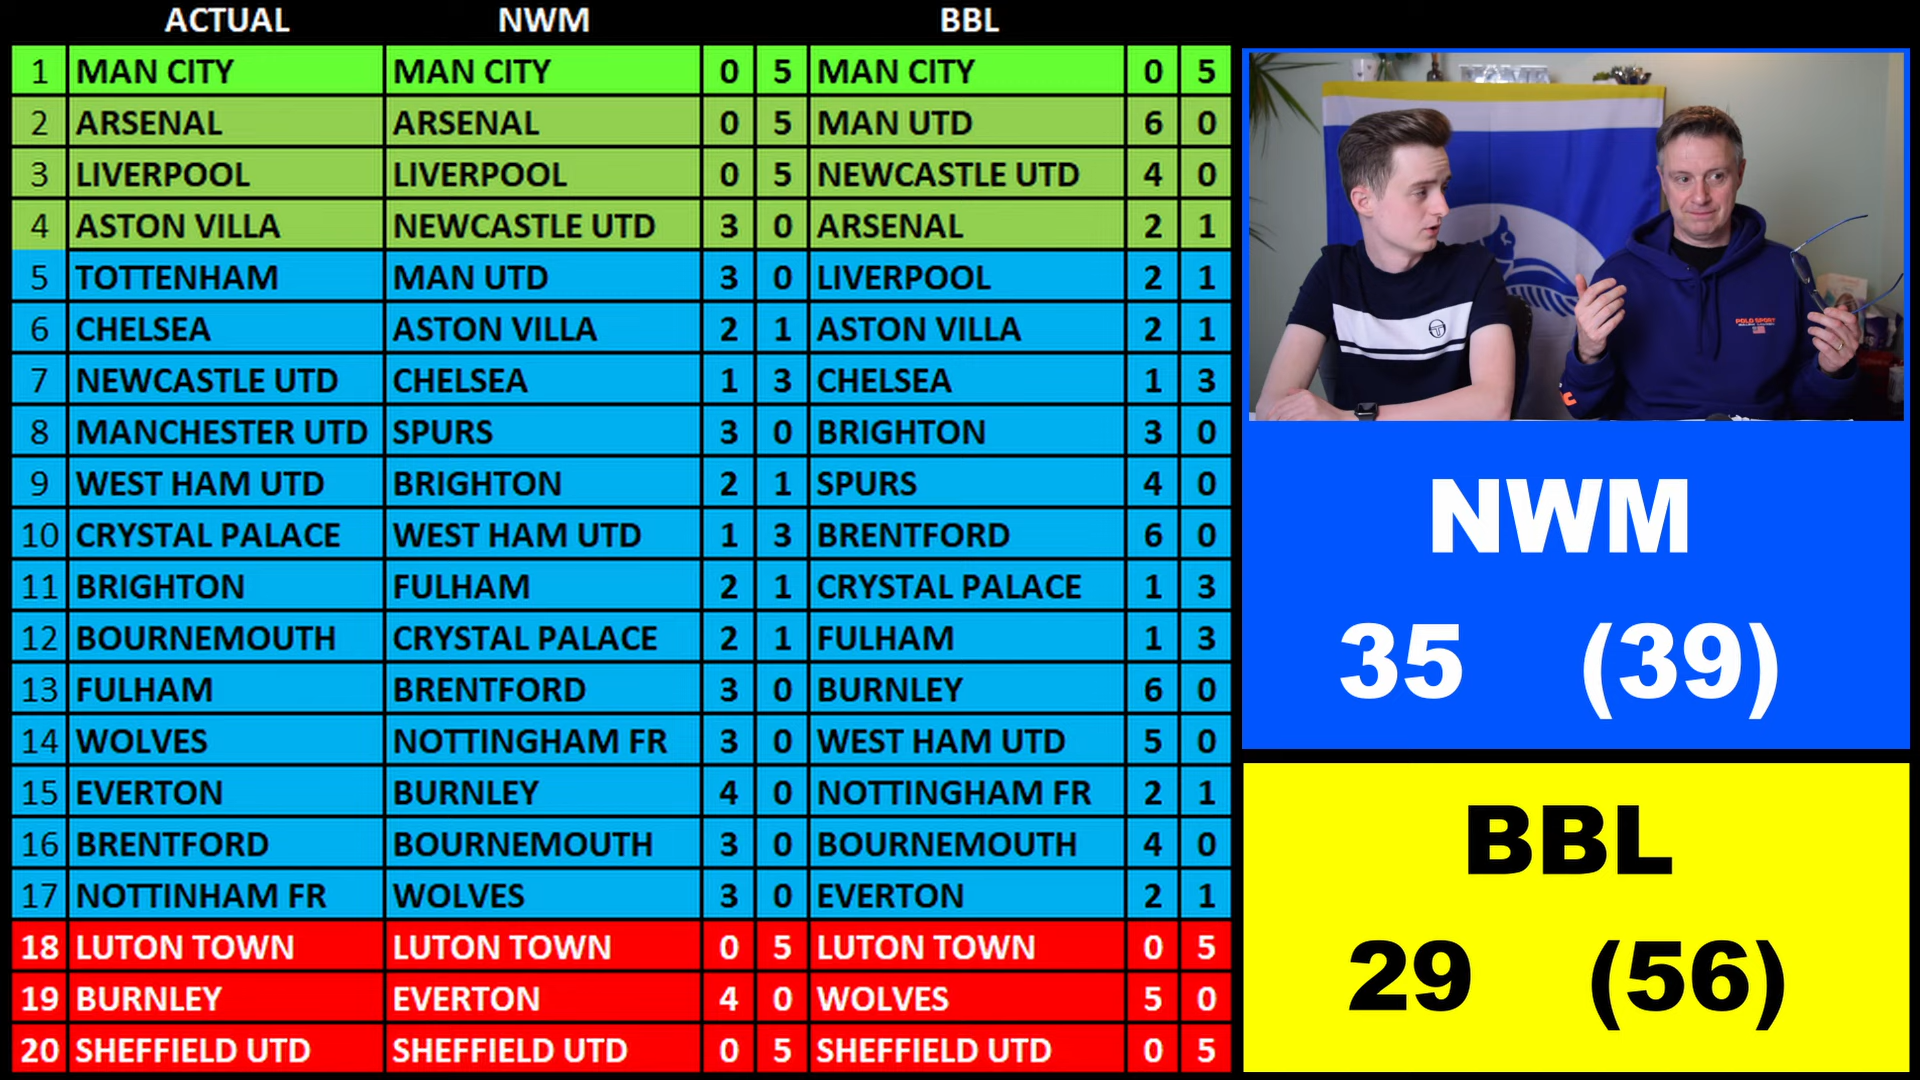 ACTUAL NWM BBL
1 MAN CITY MAN CITY 0 5 MAN CITY 0 5
2 ARSENAL ARSENAL 0 5 MAN UTD 6 0
3 LIVERPOOL LIVERPOOL 0 5 NEWCASTLE UTD 4 0
4 ASTON VILLA NEWCASTLE UTD 3 0 ARSENAL 2 1
5 TOTTENHAM MAN UTD 3 0 LIVERPOOL 2 1
6 CHELSEA ASTON VILLA 2 1 ASTON VILLA 2 1
7 NEWCASTLE UTD CHELSEA 1 3 CHELSEA 1 3
8 MANCHESTER UTD SPURS 3 0 BRIGHTON 3 0
9 WEST HAM UTD BRIGHTON 2 1 SPURS 4 0
10 CRYSTAL PALACE WEST HAM UTD 1 3 BRENTFORD 6 0
11 BRIGHTON FULHAM 2 1 CRYSTAL PALACE 1 3
12 BOURNEMOUTH CRYSTAL PALACE 2 1 FULHAM 1 3
13 FULHAM BRENTFORD 3 0 BURNLEY 6 0
14 WOLVES NOTTINGHAM FR 3 0 WEST HAM UTD 5 0
15 EVERTON BURNLEY 4 0 NOTTINGHAM FR 2 1
16 BRENTFORD BOURNEMOUTH 3 0 BOURNEMOUTH 4 0
17 NOTTINHAM FR WOLVES 3 0 EVERTON 2 1
18 LUTON TOWN LUTON TOWN 0 5 LUTON TOWN 0 5
19 BURNLEY EVERTON 4 0 WOLVES 5 0
20 SHEFFIELD UTD SHEFFIELD UTD 0 5 SHEFFIELD UTD 0 5
POLO SPORT
NWM
35 (39)
BBL
29 (56)